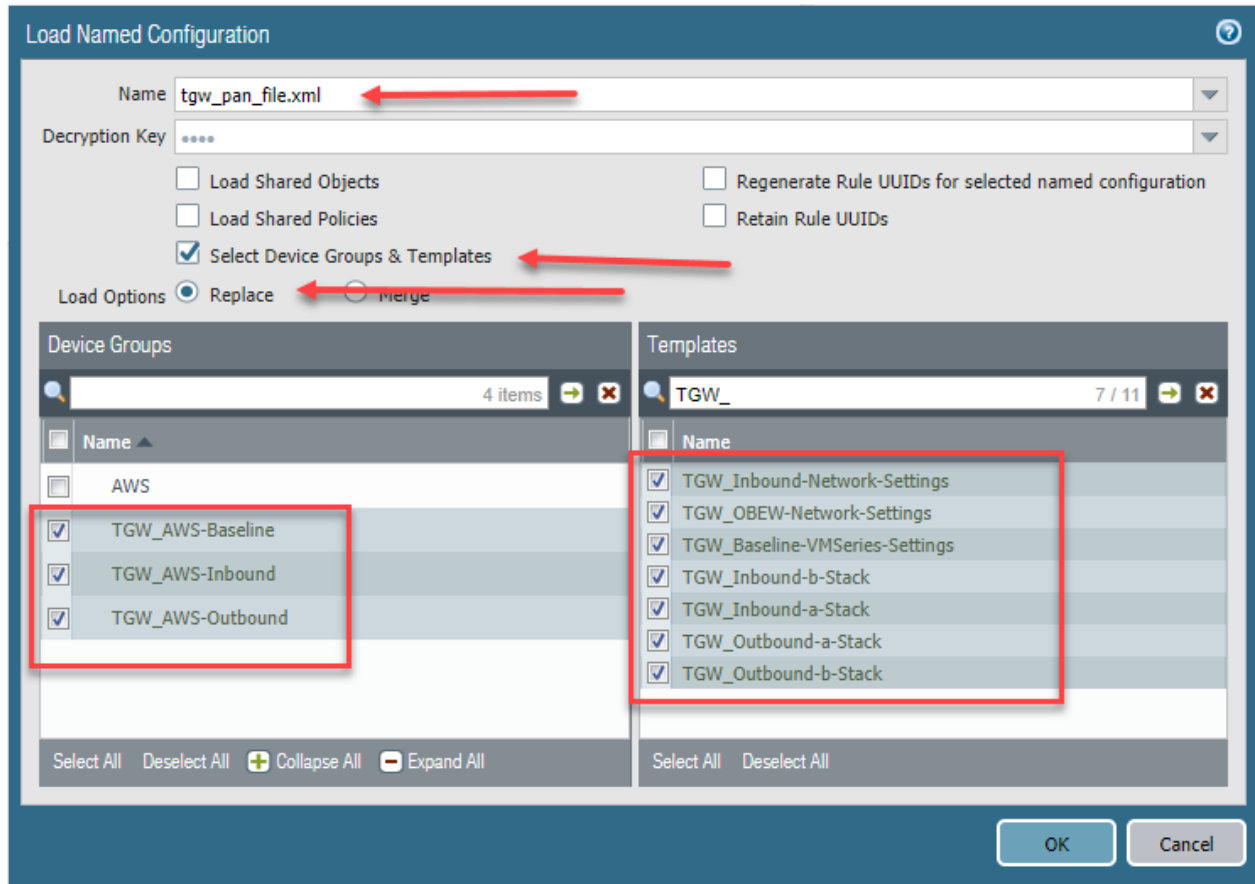 Load Named Configuration
Name tgw_pan_file.xml
Decryption Key ••••
Load Shared Objects Regenerate Rule UUIDs for selected named configuration
Load Shared Policies Retain Rule UUIDs
Select Device Groups & Templates
Load Options Replace Merge
Device Groups
4 items
Name
AWS
TGW_AWS-Baseline
TGW_AWS-Inbound
TGW_AWS-Outbound
Select All Deselect All Collapse All Expand All
Templates
TGW_ 7 / 11
Name
TGW_Inbound-Network-Settings
TGW_OBEW-Network-Settings
TGW_Baseline-VMSeries-Settings
TGW_Inbound-b-Stack
TGW_Inbound-a-Stack
TGW_Outbound-a-Stack
TGW_Outbound-b-Stack
Select All Deselect All
OK Cancel